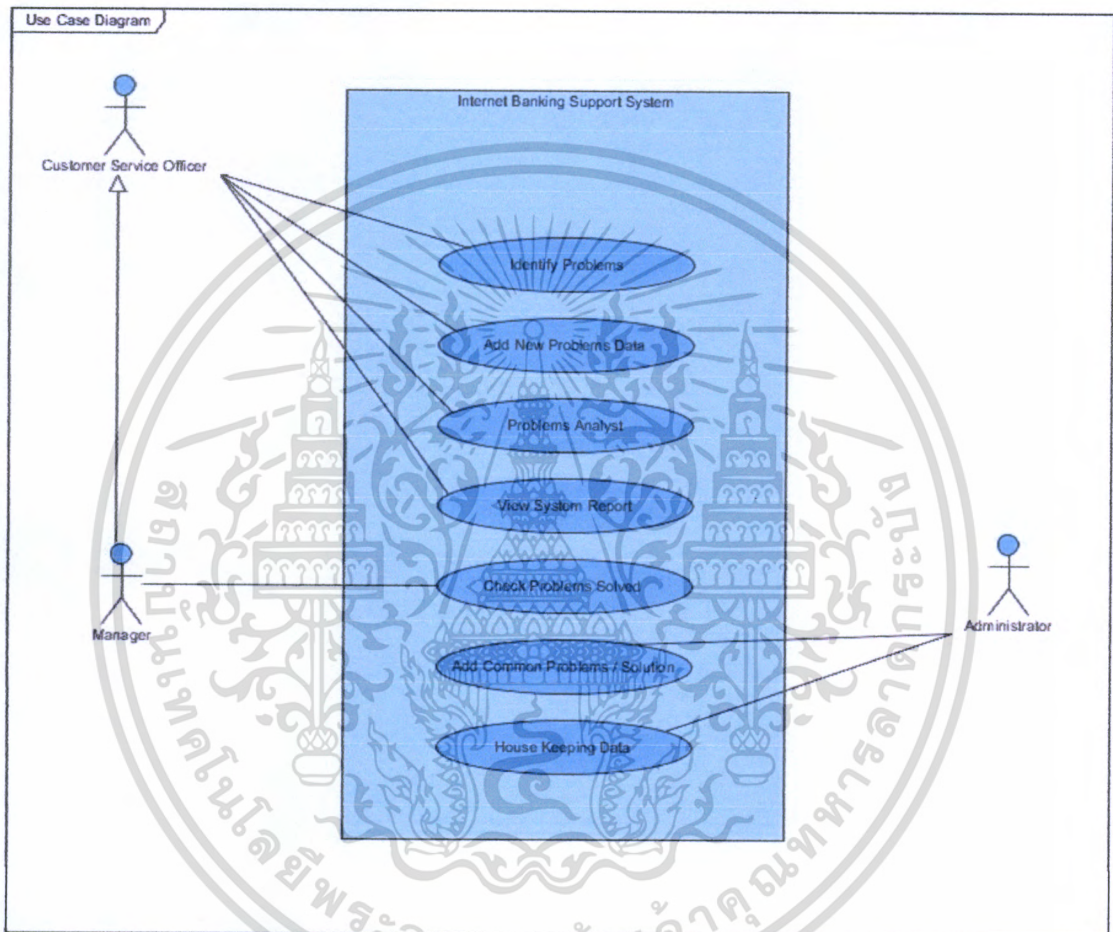 Use Case Diagram
Internet Banking Support System
Customer Service Officer
Identify Problems
Add New Problems Data
Problems Analyst
View System Report
Check Problems Solved
Manager
Administrator
Add Common Problems / Solution
House Keeping Data